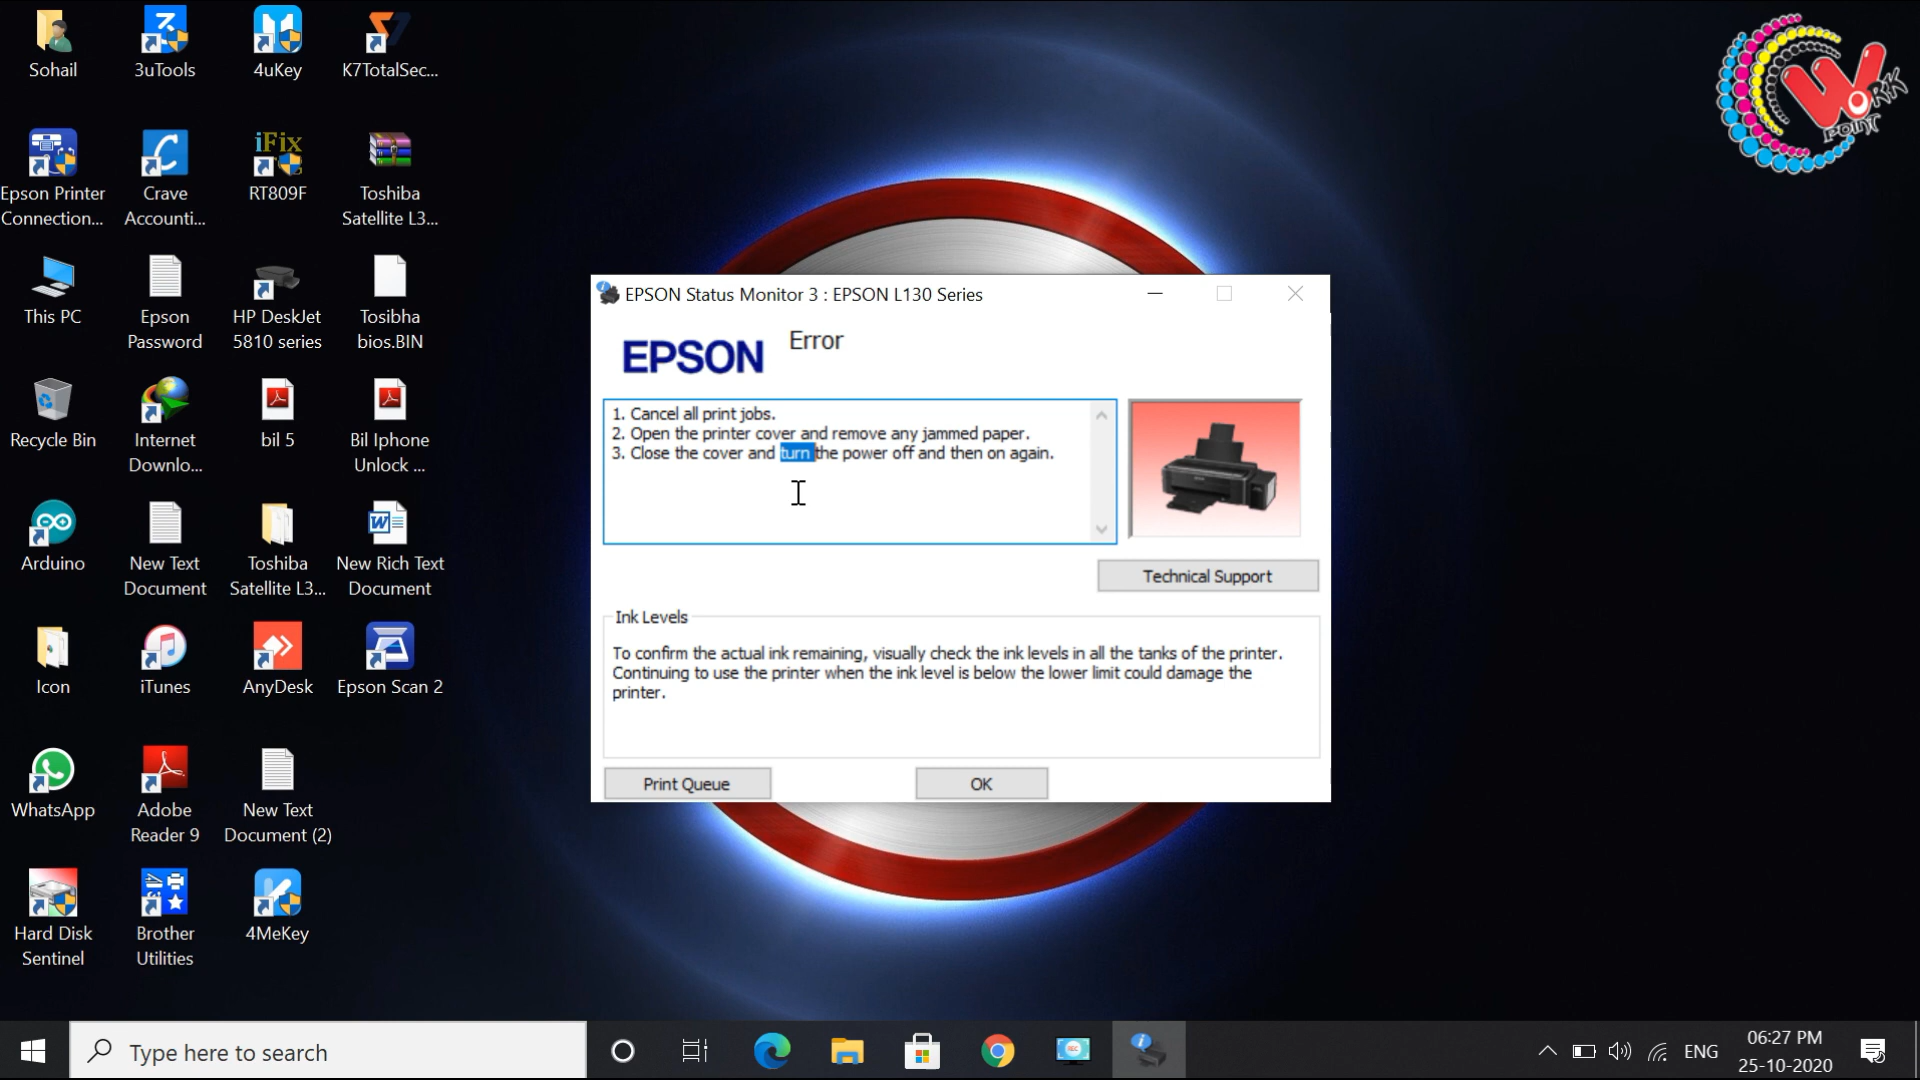 Sohail
3uTools
4uKey
K7TotalSec...
Epson Printer
Connection...
Crave
Accounti...
iFix
RT809F
Toshiba
Satellite L3...
This PC
Epson
Password
HP DeskJet
5810 series
Tosibha
bios.BIN
Recycle Bin
Internet
Downlo...
bil 5
Bil Iphone
Unlock ...
Arduino
New Text
Document
Toshiba
Satellite L3...
New Rich Text
Document
Icon
iTunes
AnyDesk
Epson Scan 2
WhatsApp
Adobe
Reader 9
New Text
Document (2)
Hard Disk
Sentinel
Brother
Utilities
4MeKey
WORK
POINT
EPSON Status Monitor 3 : EPSON L130 Series
EPSON
Error
1. Cancel all print jobs.
2. Open the printer cover and remove any jammed paper.
3. Close the cover and turn the power off and then on again.
Technical Support
Ink Levels
To confirm the actual ink remaining, visually check the ink levels in all the tanks of the printer.
Continuing to use the printer when the ink level is below the lower limit could damage the
printer.
Print Queue
OK
Type here to search
REC
ENG
06:27 PM
25-10-2020